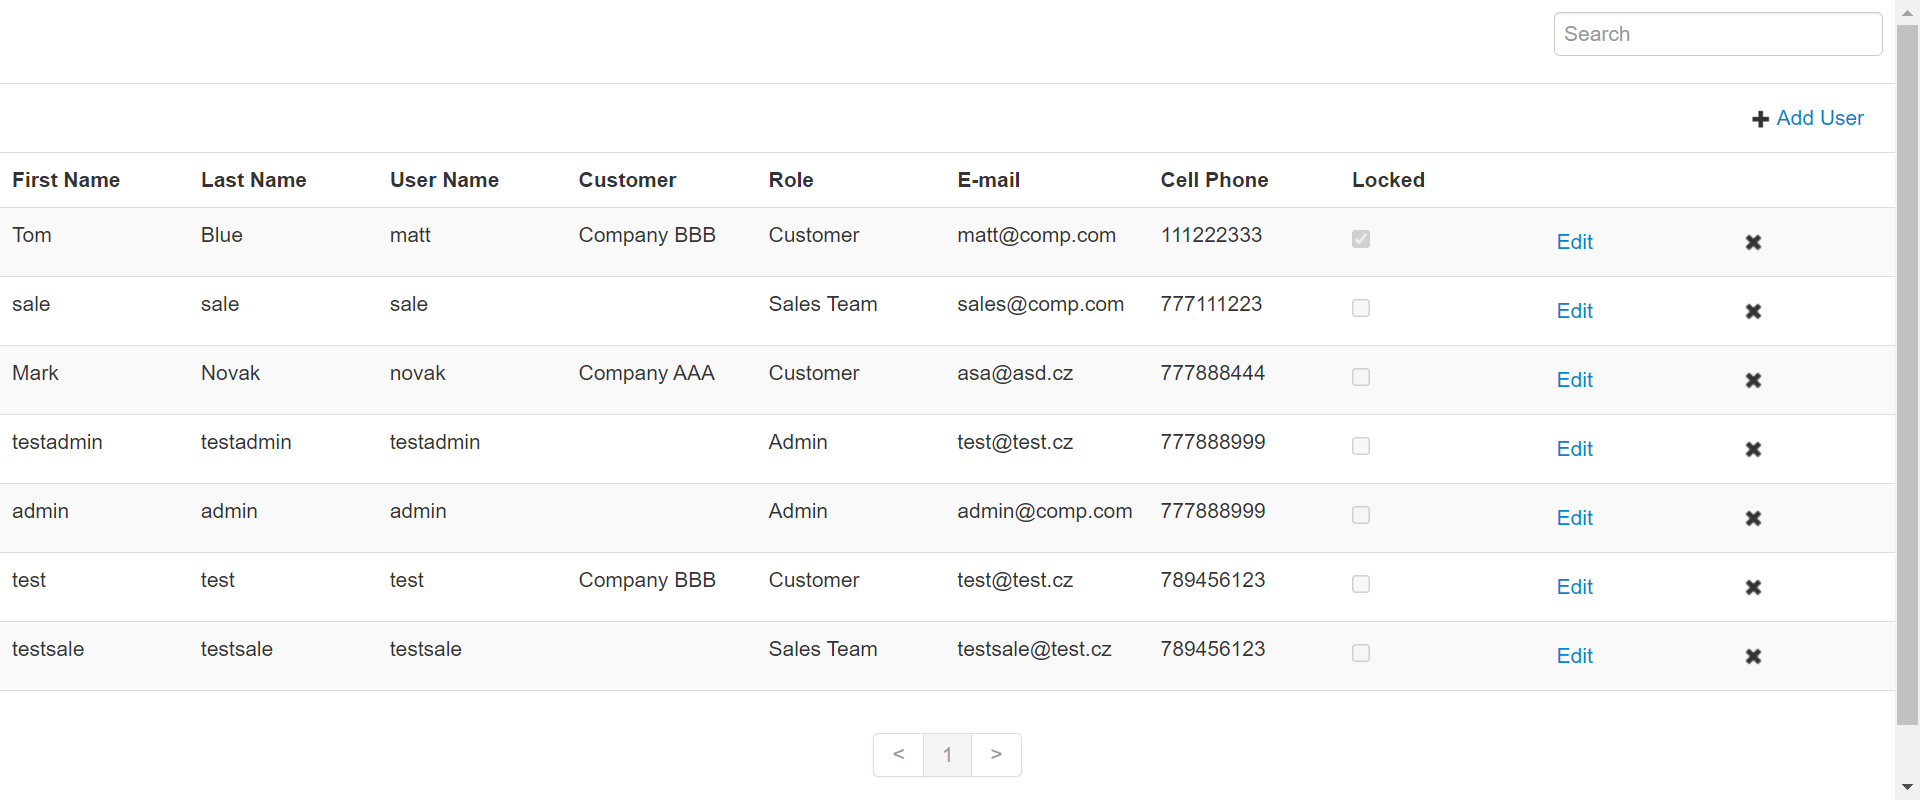 Search
Add User
First Name Last Name User Name Customer Role E-mail Cell Phone Locked
Tom Blue matt Company BBB Customer matt@comp.com 111222333 Edit
sale sale sale Sales Team sales@comp.com 777111223 Edit
Mark Novak novak Company AAA Customer asa@asd.cz 777888444 Edit
testadmin testadmin testadmin Admin test@test.cz 777888999 Edit
admin admin admin Admin admin@comp.com 777888999 Edit
test test test Company BBB Customer test@test.cz 789456123 Edit
testsale testsale testsale Sales Team testsale@test.cz 789456123 Edit
< 1 >